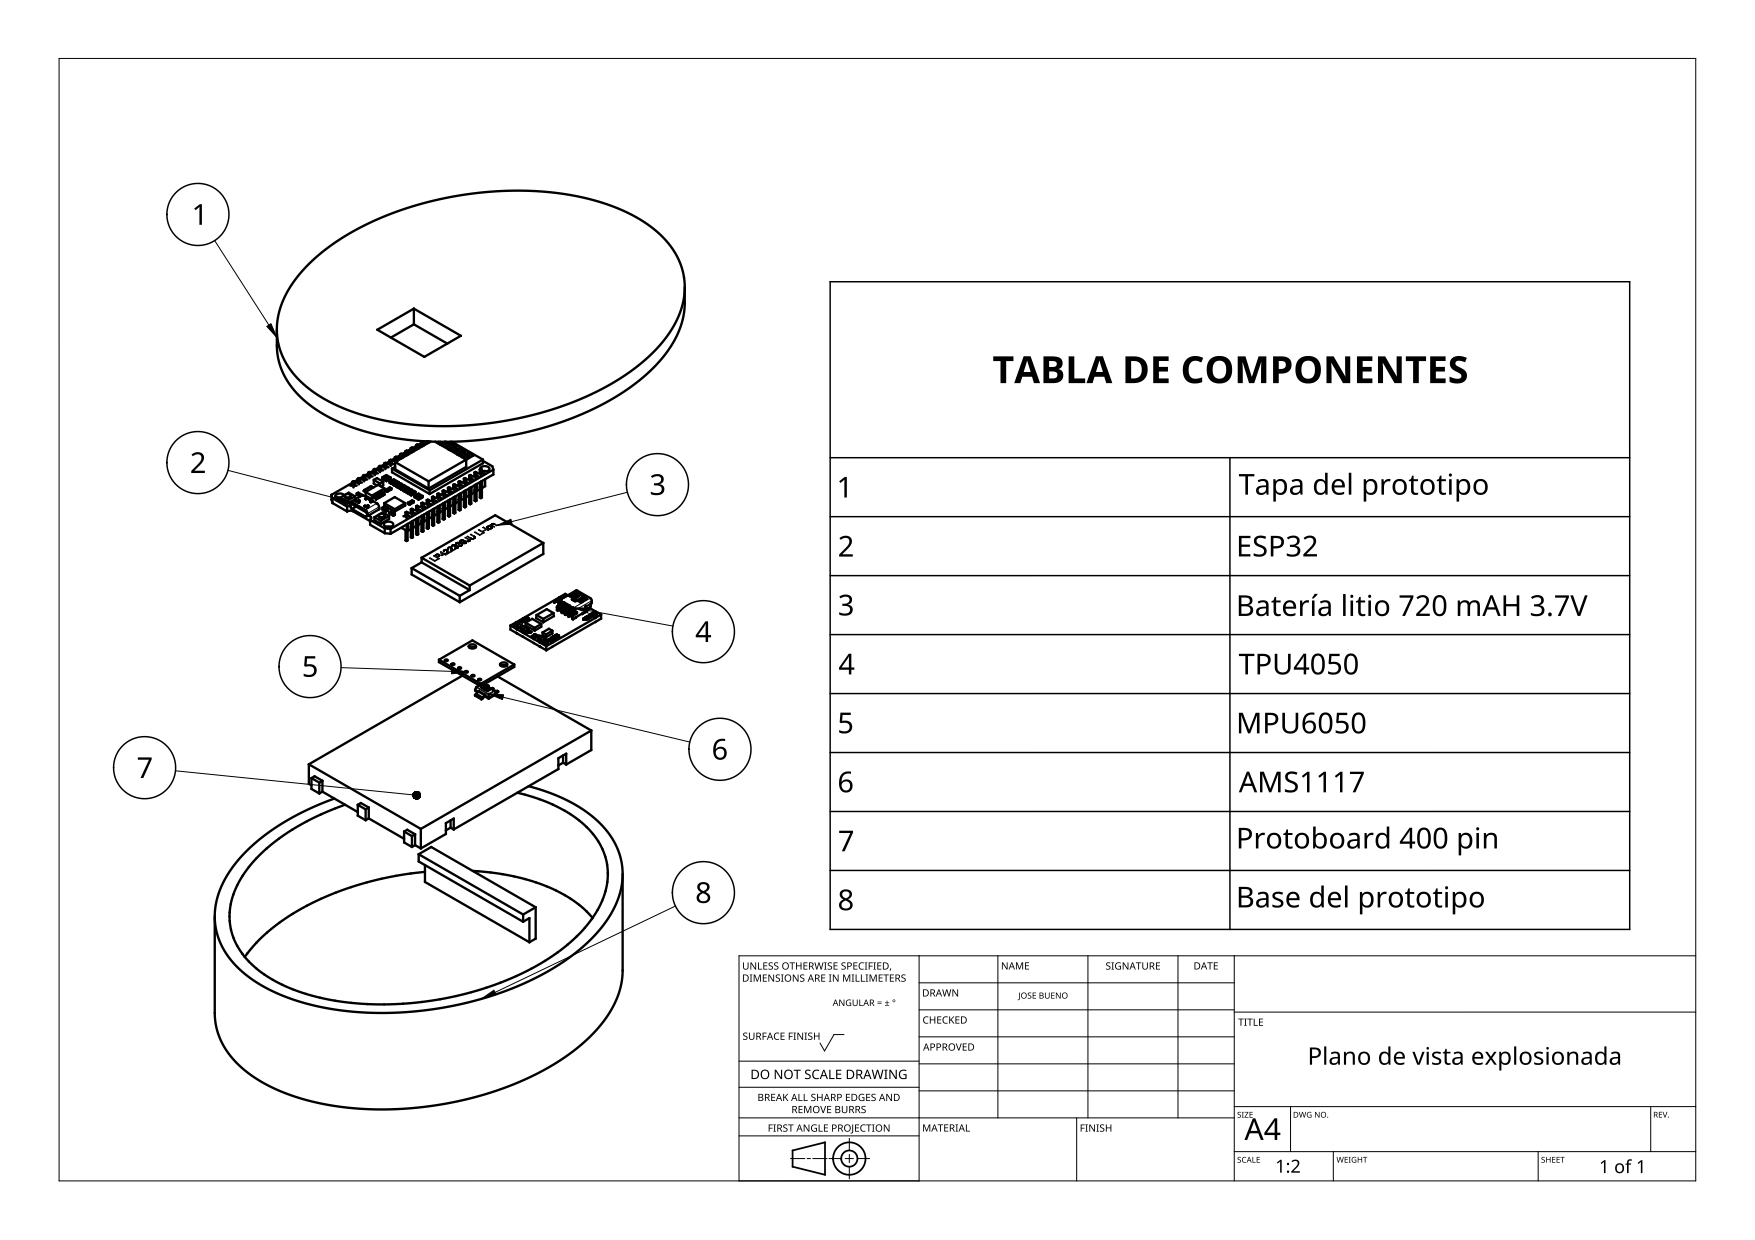 1
2
3
4
5
6
7
8
TABLA DE COMPONENTES
1 Tapa del prototipo
2 ESP32
3 Batería litio 720 mAH 3.7V
4 TPU4050
5 MPU6050
6 AMS1117
7 Protoboard 400 pin
8 Base del prototipo
UNLESS OTHERWISE SPECIFIED,
DIMENSIONS ARE IN MILLIMETERS
ANGULAR = ± °
SURFACE FINISH
DO NOT SCALE DRAWING
BREAK ALL SHARP EDGES AND
REMOVE BURRS
FIRST ANGLE PROJECTION
NAME SIGNATURE DATE
DRAWN JOSE BUENO
CHECKED
APPROVED
MATERIAL FINISH
TITLE
Plano de vista explosionada
SIZE A4 DWG NO. REV.
SCALE 1:2 WEIGHT SHEET 1 of 1
Li-Ion